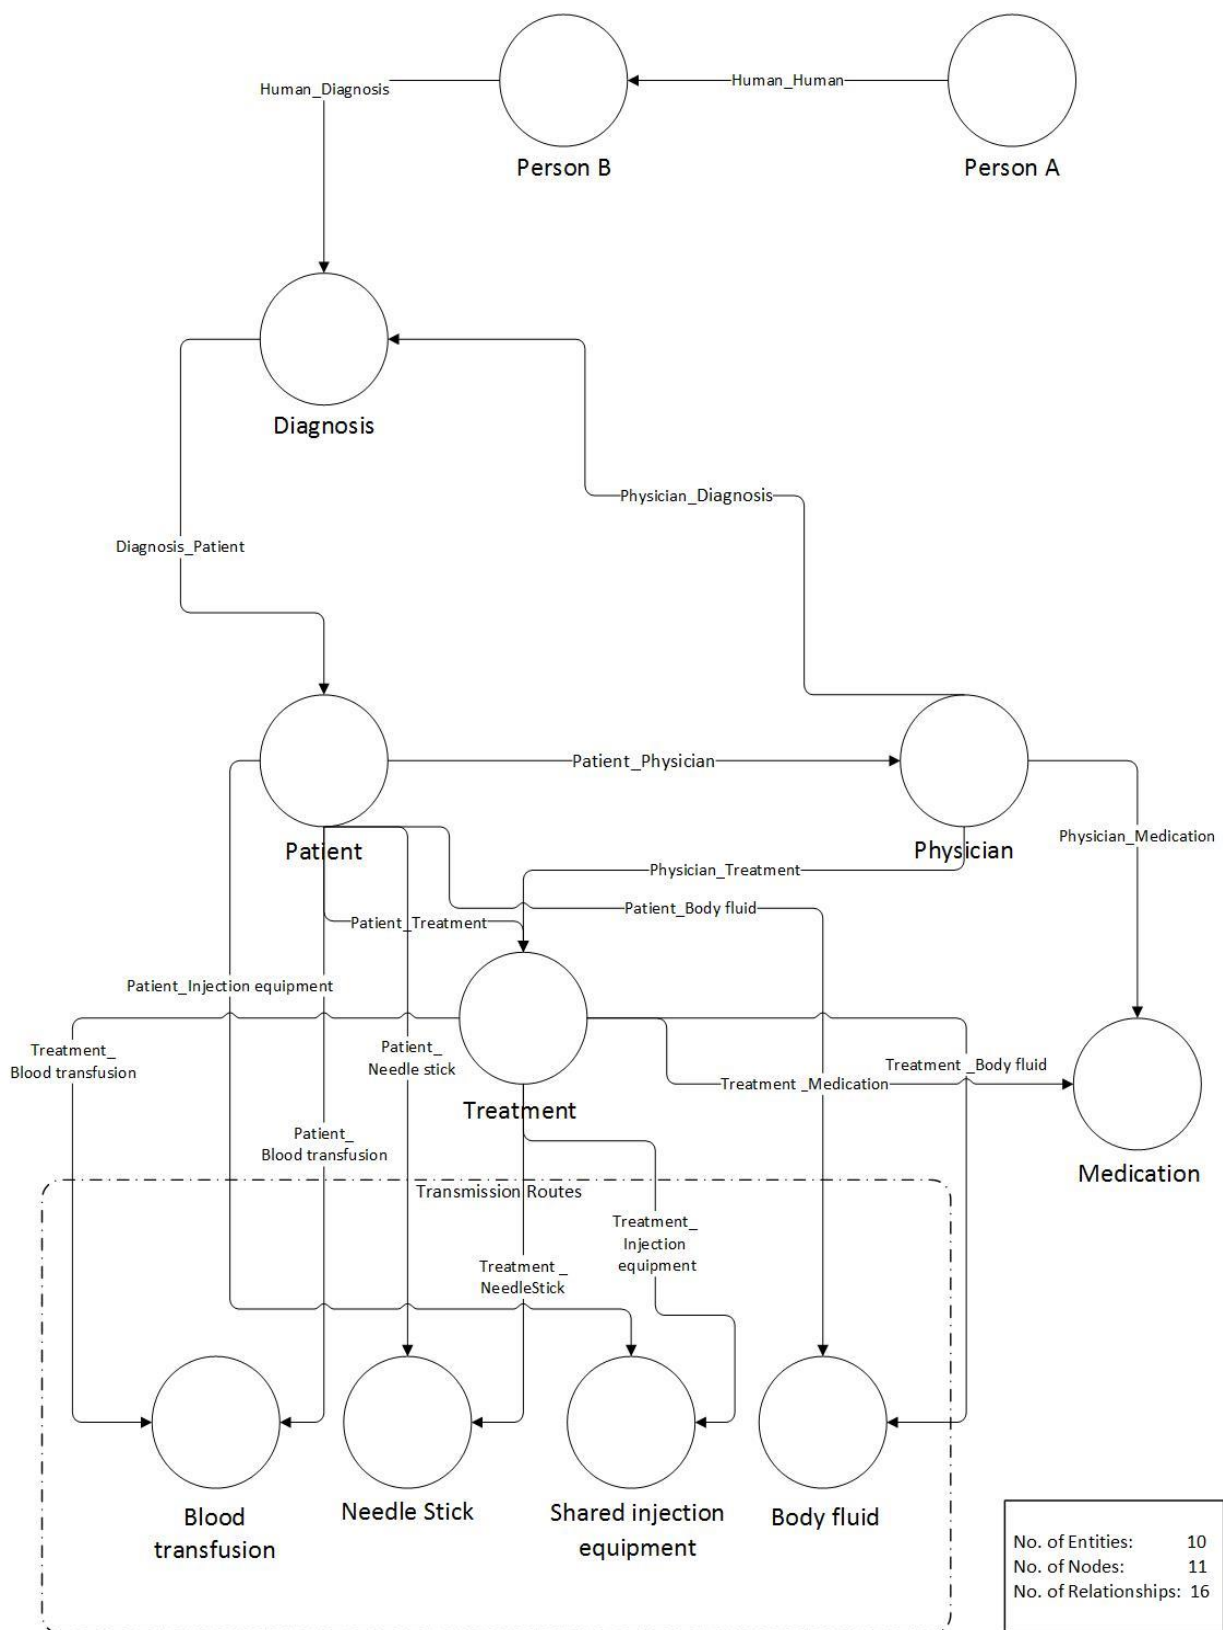 Human_Diagnosis
Human_Human
Person B
Person A
Diagnosis
Physician_Diagnosis
Diagnosis_Patient
Patient_Physician
Patient
Physician
Physician_Medication
Physician_Treatment
Patient_Body fluid
Patient_Treatment
Patient_Injection equipment
Treatment_
Blood transfusion
Patient_
Needle stick
Treatment _Body fluid
Treatment _Medication
Treatment
Patient_
Blood transfusion
Medication
Transmission Routes
Treatment_
Injection
equipment
Treatment _
NeedleStick
Blood
transfusion
Needle Stick
Shared injection
equipment
Body fluid
No. of Entities: 10
No. of Nodes: 11
No. of Relationships: 16